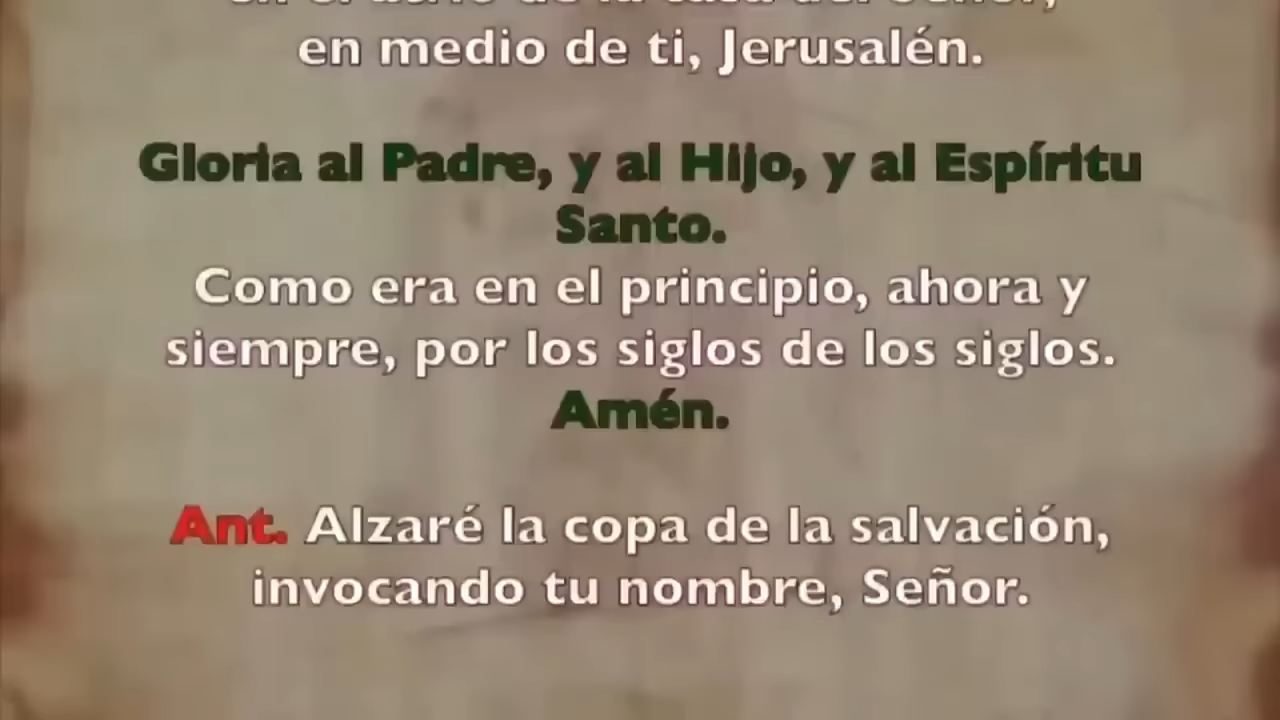 en medio de ti, Jerusalén.
Gloria al Padre, y al Hijo, y al Espíritu
Santo.
Como era en el principio, ahora y
siempre, por los siglos de los siglos.
Amén.
Ant. Alzaré la copa de la salvación,
invocando tu nombre, Señor.